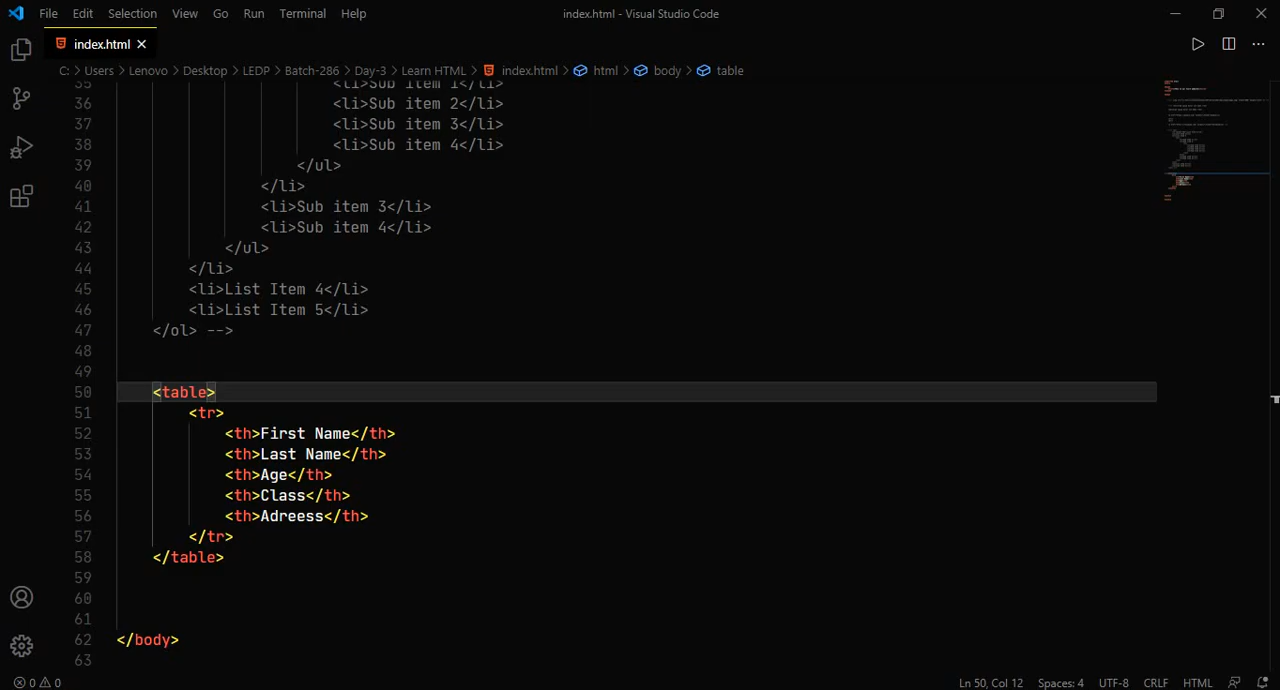 File Edit Selection View Go Run Terminal Help index.html - Visual Studio Code
index.html
C: > Users > Lenovo > Desktop > LEDP > Batch-286 > Day-3 > Learn HTML > index.html > html > body > table
35 <li>Sub item 1</li>
36 <li>Sub item 2</li>
37 <li>Sub item 3</li>
38 <li>Sub item 4</li>
39 </ul>
40 </li>
41 <li>Sub item 3</li>
42 <li>Sub item 4</li>
43 </ul>
44 </li>
45 <li>List Item 4</li>
46 <li>List Item 5</li>
47 </ol> -->
48
49
50 <table>
51 <tr>
52 <th>First Name</th>
53 <th>Last Name</th>
54 <th>Age</th>
55 <th>Class</th>
56 <th>Adreess</th>
57 </tr>
58 </table>
59
60
61
62 </body>
63
0 0 Ln 50, Col 12 Spaces: 4 UTF-8 CRLF HTML